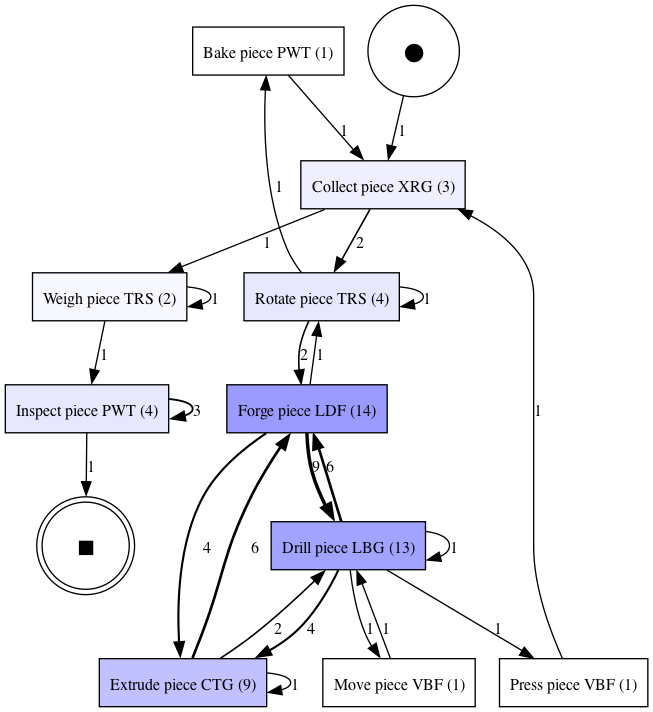 Bake piece PWT (1)
1
1
Collect piece XRG (3)
1
1
2
Weigh piece TRS (2)
1
Rotate piece TRS (4)
1
1
2
1
Inspect piece PWT (4)
3
Forge piece LDF (14)
1
1
9
6
4
6
Drill piece LBG (13)
1
2
4
1
1
1
Extrude piece CTG (9)
1
Move piece VBF (1)
Press piece VBF (1)